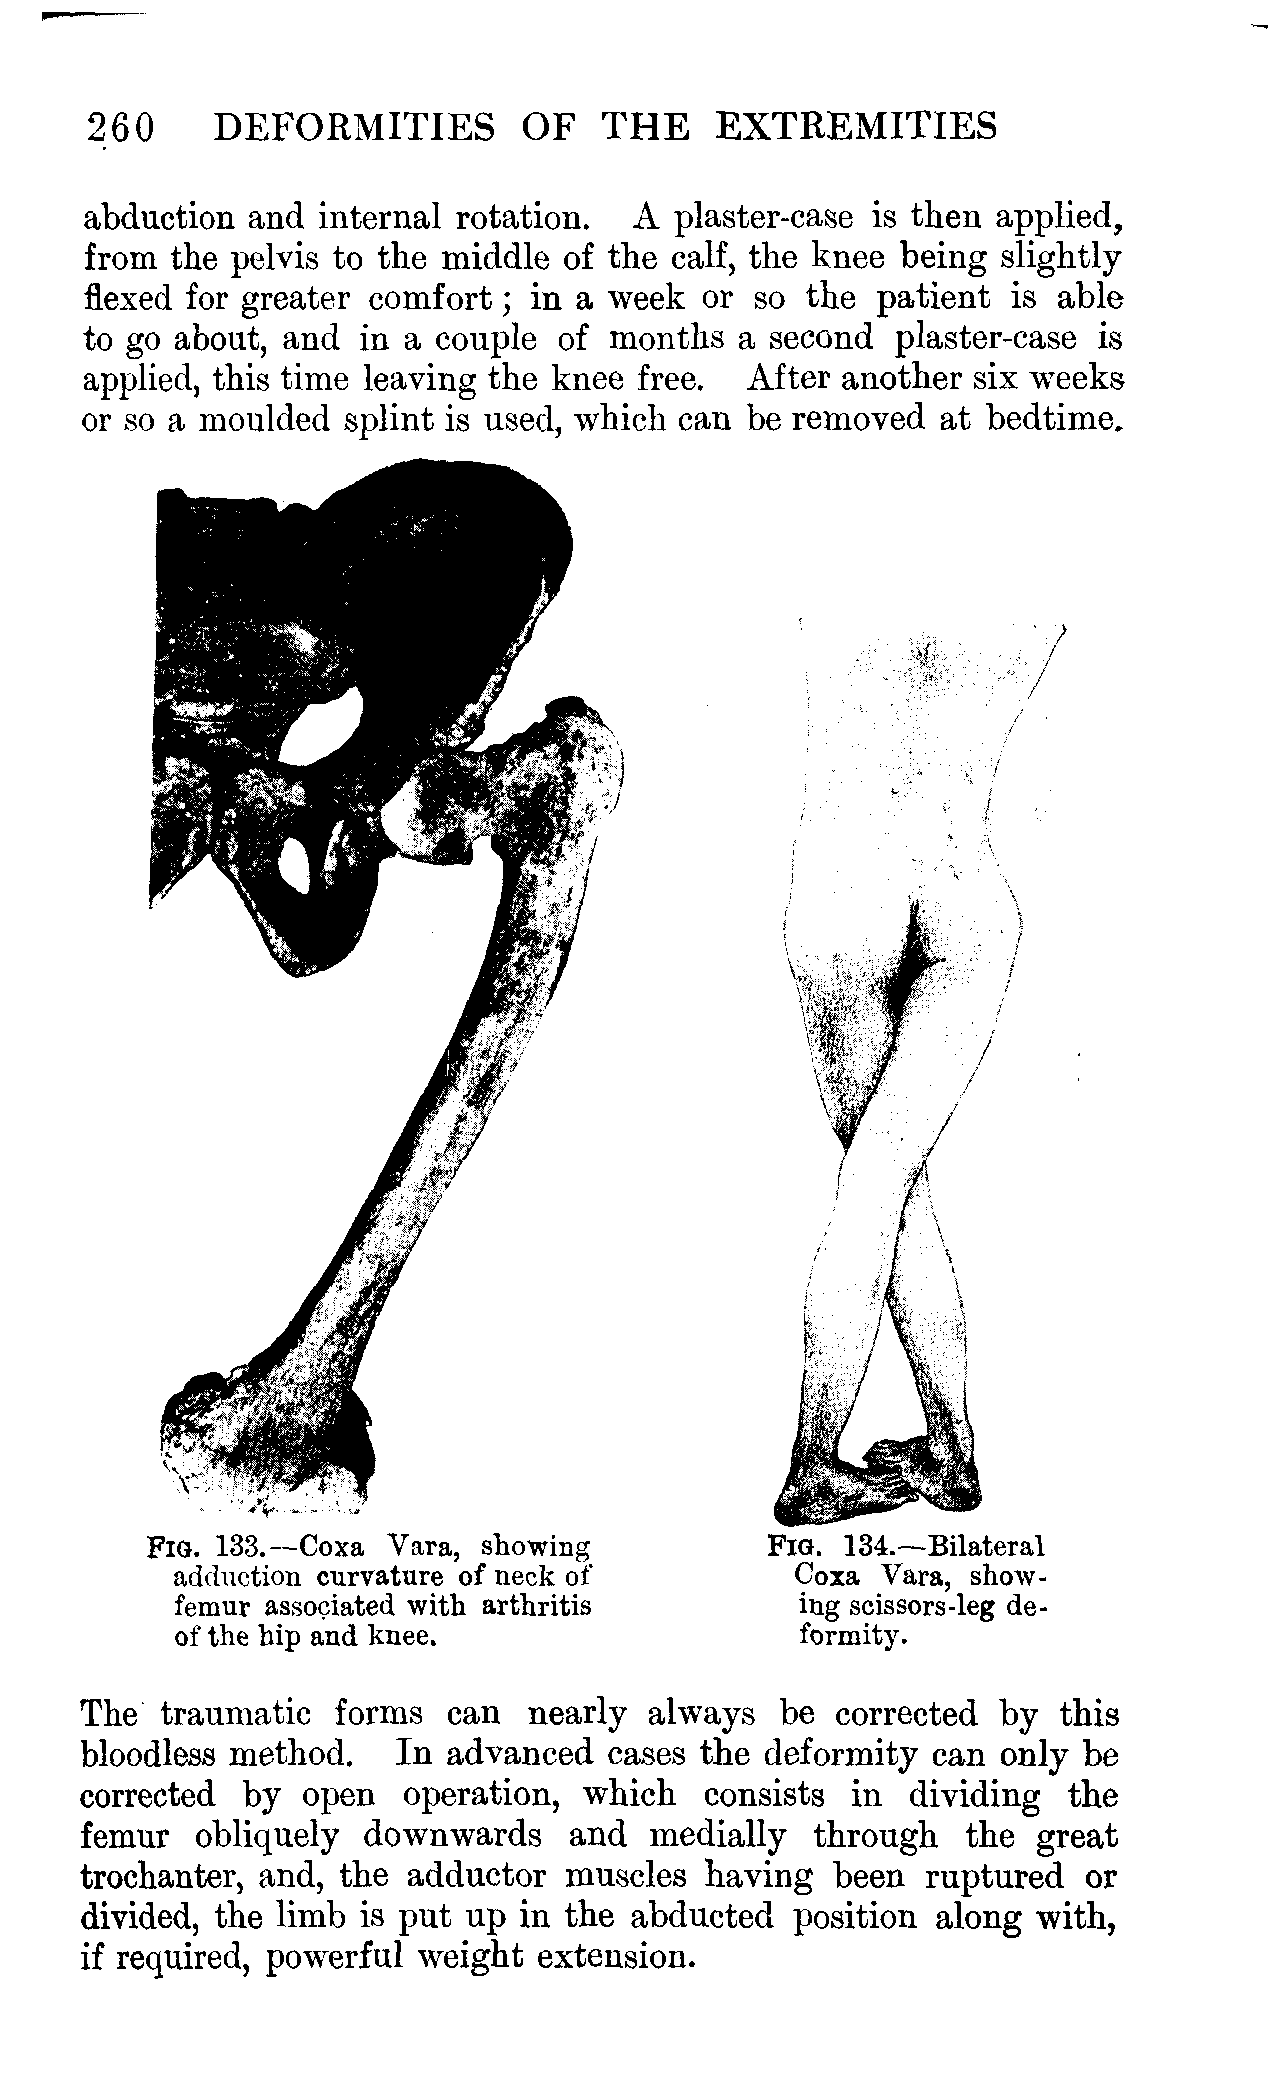 260 DEFORMITIES OF THE EXTREMITIES
abduction and internal rotation. A plaster-case is then applied,
from the pelvis to the middle of the calf, the knee being slightly
flexed for greater comfort; in a week or so the patient is able
to go about, and in a couple of months a second plaster-case is
applied, this time leaving the knee free. After another six weeks
or so a moulded splint is used, which can be removed at bedtime.
FIG. 133.—Coxa Vara, showing
adduction curvature of neck of
femur associated with arthritis
of the hip and knee.
FIG. 134.—Bilateral
Coxa Vara, show-
ing scissors-leg de-
formity.
The traumatic forms can nearly always be corrected by this
bloodless method. In advanced cases the deformity can only be
corrected by open operation, which consists in dividing the
femur obliquely downwards and medially through the great
trochanter, and, the adductor muscles having been ruptured or
divided, the limb is put up in the abducted position along with,
if required, powerful weight extension.